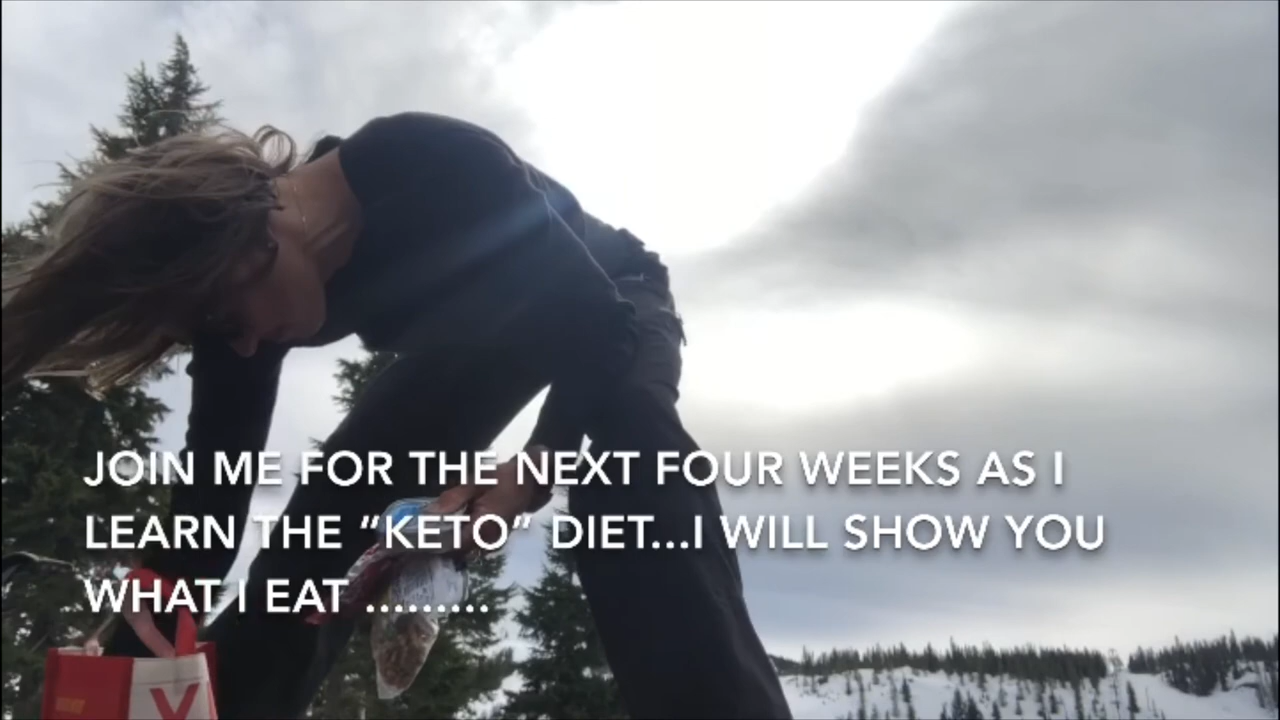 JOIN ME FOR THE NEXT FOUR WEEKS AS I
LEARN THE “KETO” DIET...I WILL SHOW YOU
WHAT I EAT .........